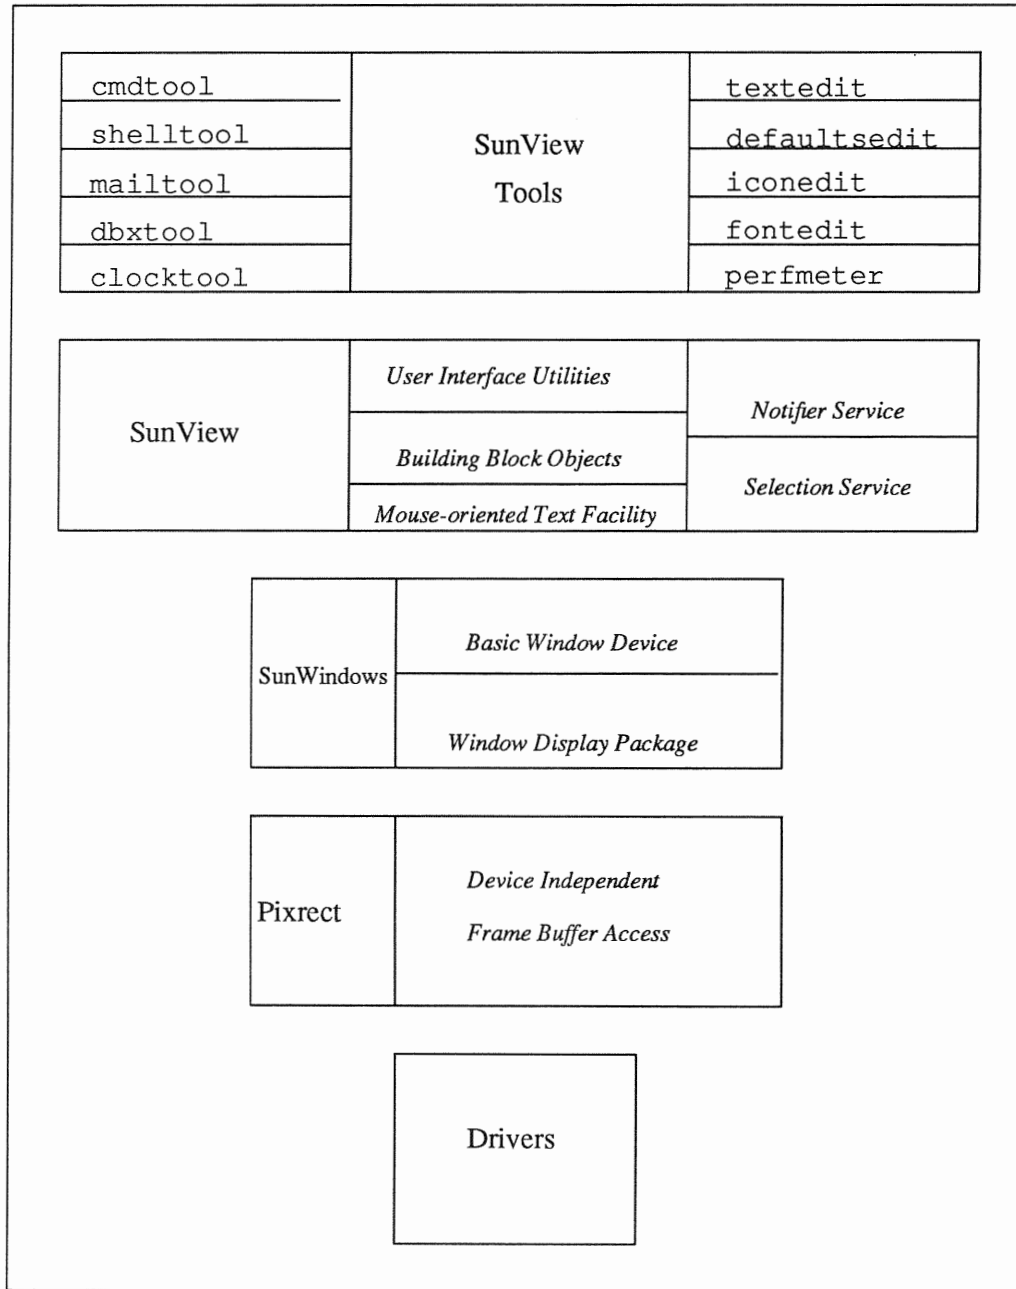 cmdtool
shelltool
mailtool
dbxtool
clocktool
SunView
Tools
textedit
defaultsedit
iconedit
fontedit
perfmeter
SunView
User Interface Utilities
Building Block Objects
Mouse-oriented Text Facility
Notifier Service
Selection Service
SunWindows
Basic Window Device
Window Display Package
Pixrect
Device Independent
Frame Buffer Access
Drivers